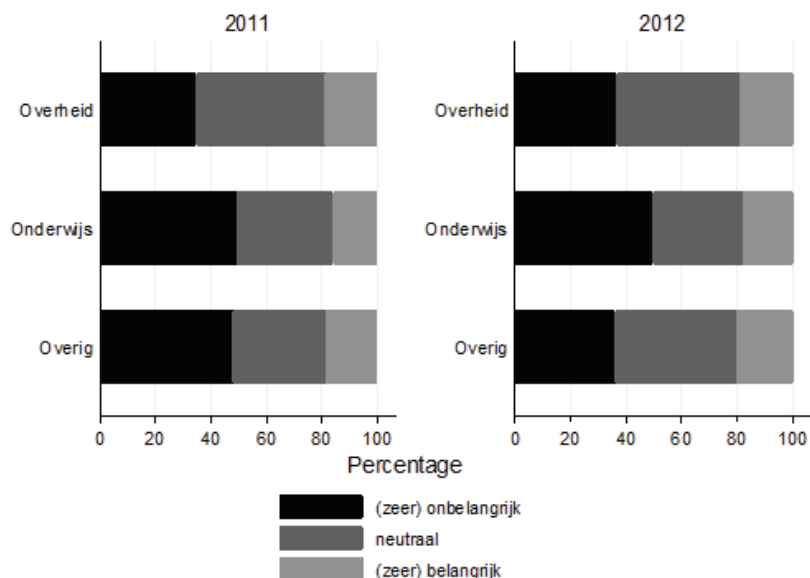 2011
Overheid
Onderwijs
Overig
0 20 40 60 80 100
2012
Overheid
Onderwijs
Overig
0 20 40 60 80 100
Percentage
(zeer) onbelangrijk
neutraal
(zeer) belangrijk